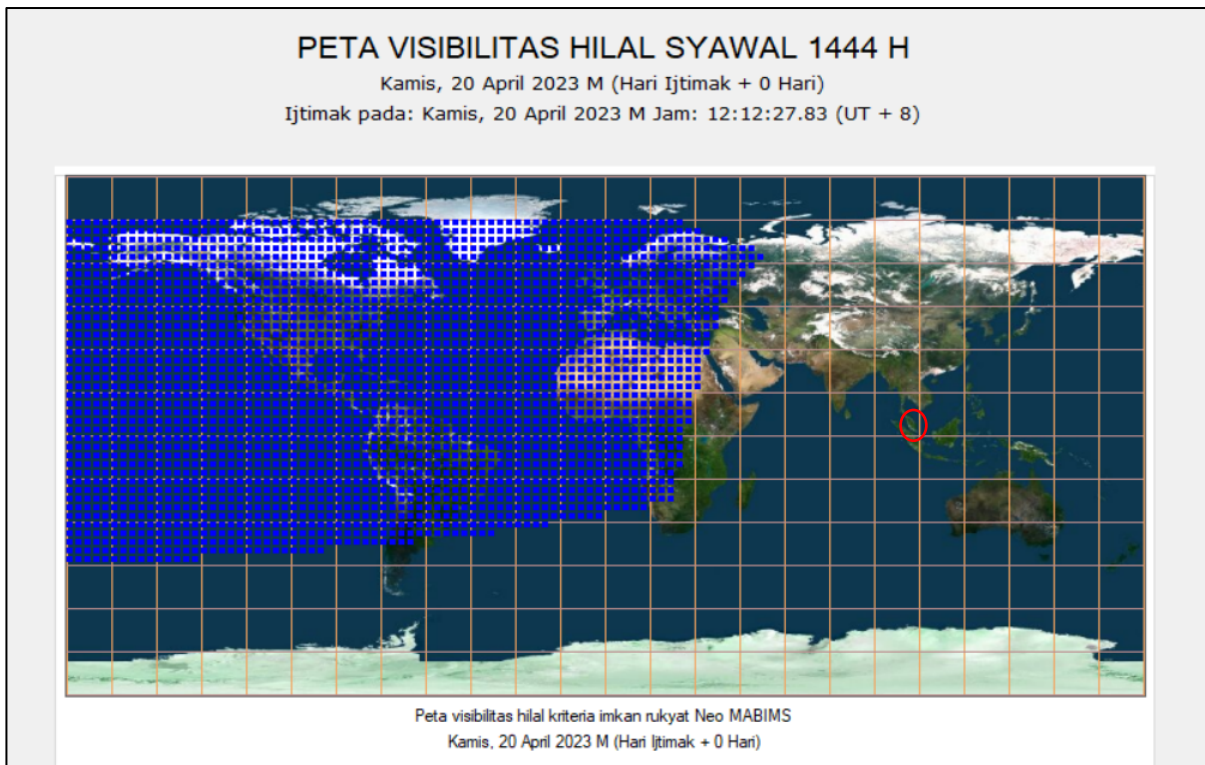 PETA VISIBILITAS HILAL SYAWAL 1444 H
Kamis, 20 April 2023 M (Hari Ijtimak + 0 Hari)
Ijtimak pada: Kamis, 20 April 2023 M Jam: 12:12:27.83 (UT + 8)
Peta visibilitas hilal kriteria imkan rukyat Neo MABIMS
Kamis, 20 April 2023 M (Hari Ijtimak + 0 Hari)